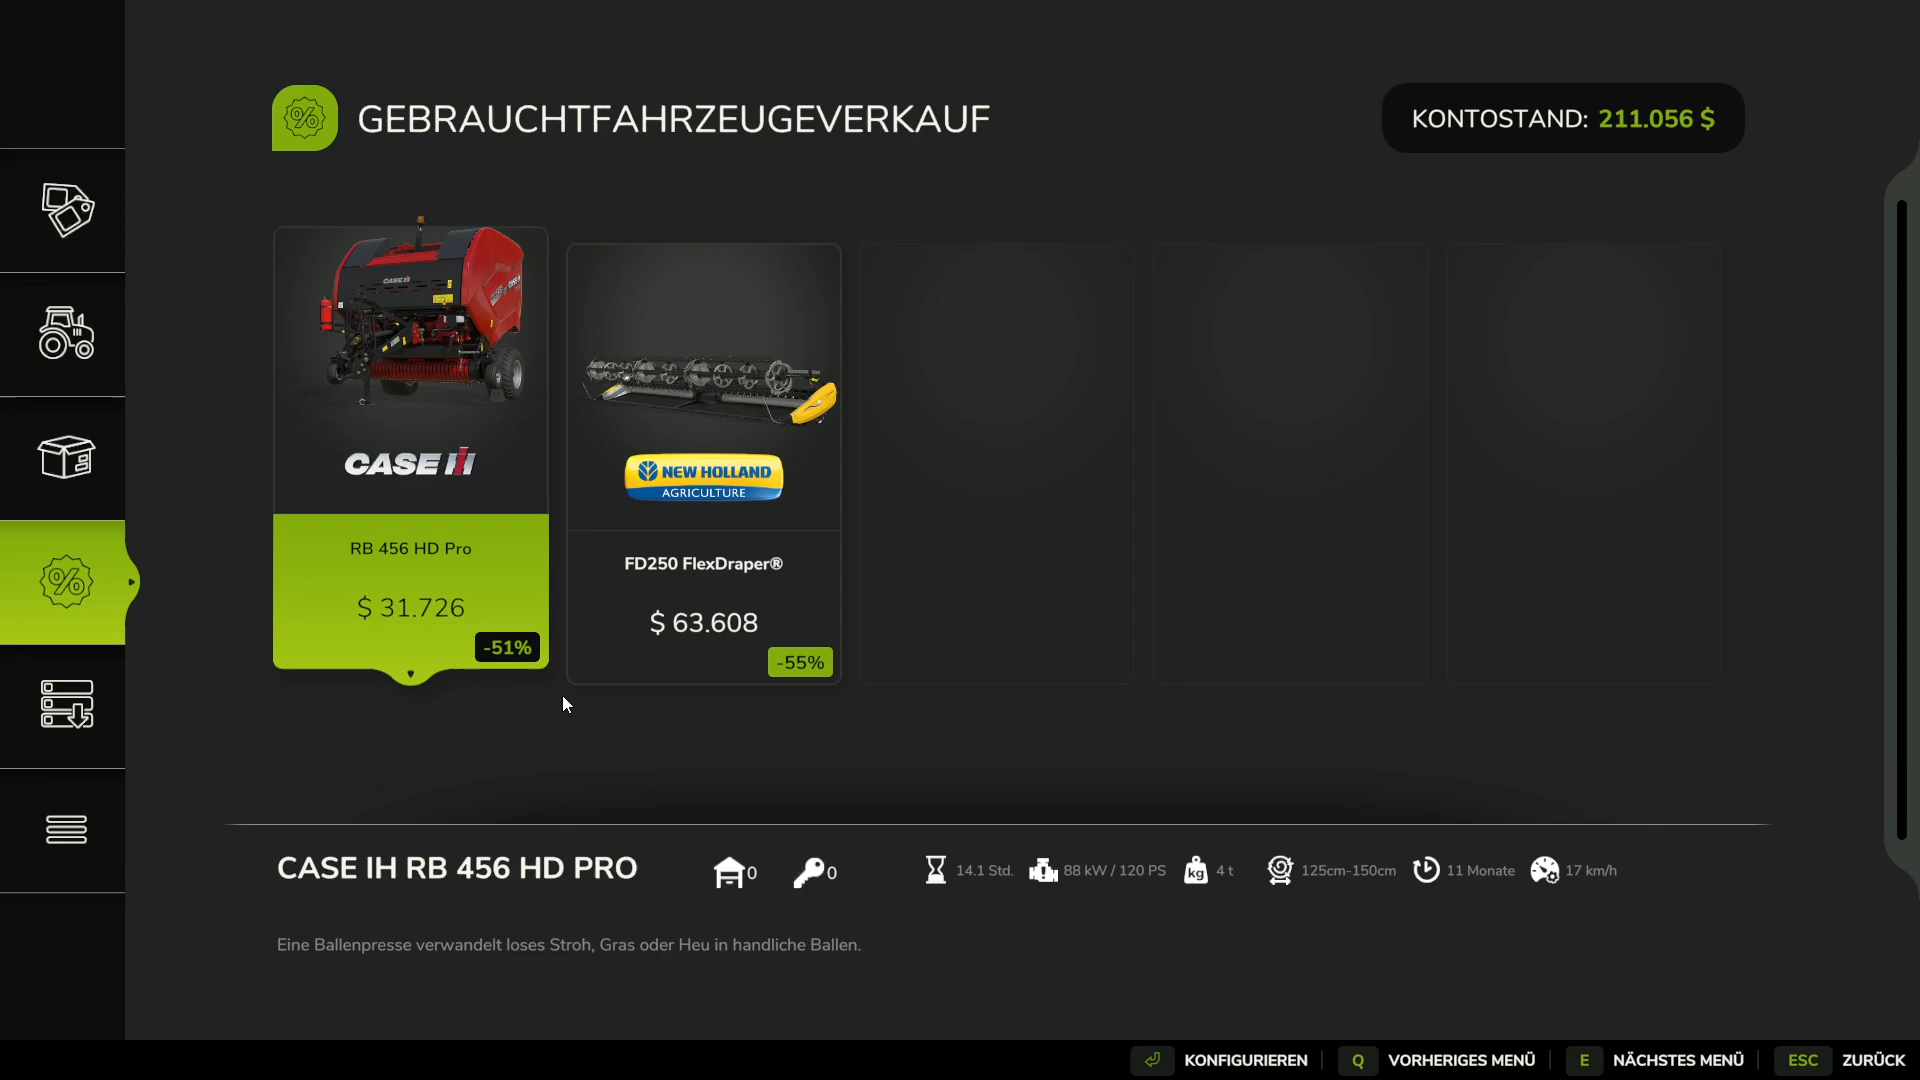 GEBRAUCHTFAHRZEUGEVERKAUF
KONTOSTAND: 211.056 $
CASE IH
CASE IH
RB 456 HD Pro
$ 31.726
-51%
NEW HOLLAND
AGRICULTURE
FD250 FlexDraper®
$ 63.608
-55%
CASE IH RB 456 HD PRO
0
0
14.1 Std.
88 kW / 120 PS
kg 4 t
125cm-150cm
11 Monate
17 km/h
Eine Ballenpresse verwandelt loses Stroh, Gras oder Heu in handliche Ballen.
KONFIGURIEREN
Q VORHERIGES MENÜ
E NÄCHSTES MENÜ
ESC ZURÜCK